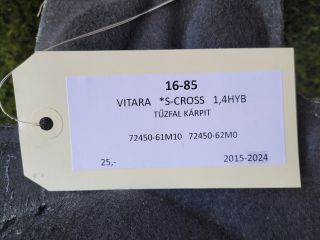 16-85
VITARA *S-CROSS 1,4HYB
TŰZFAL KÁRPIT
72450-61M10 72450-62M0
25,- 2015-2024